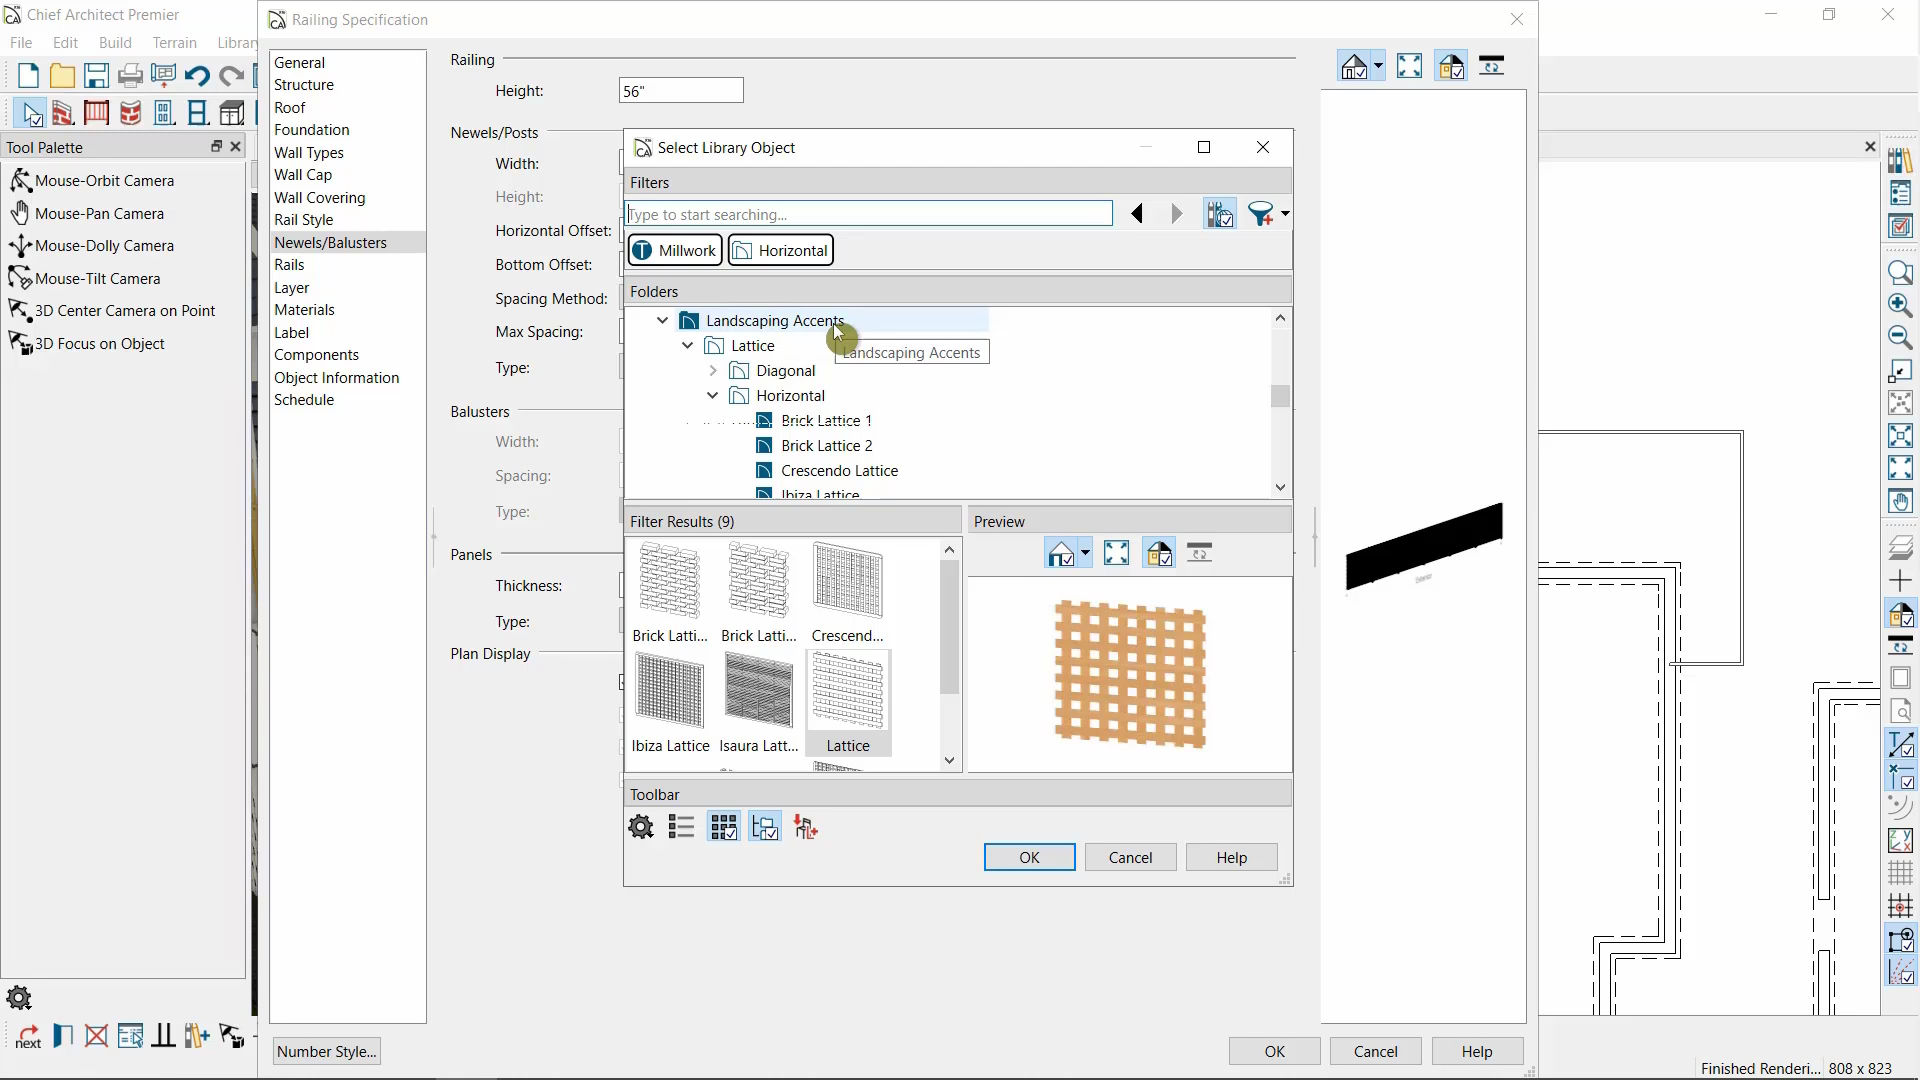 Chief Architect Premier
Railing Specification
File Edit Build Terrain Librar
Tool Palette
Mouse-Orbit Camera
Mouse-Pan Camera
Mouse-Dolly Camera
Mouse-Tilt Camera
3D Center Camera on Point
3D Focus on Object
next
General
Structure
Roof
Foundation
Wall Types
Wall Cap
Wall Covering
Rail Style
Newels/Balusters
Rails
Layer
Materials
Label
Components
Object Information
Schedule
Number Style...
Railing
Height: 56"
Newels/Posts
Width:
Height:
Horizontal Offset:
Bottom Offset:
Spacing Method:
Max Spacing:
Type:
Balusters
Width:
Spacing:
Type:
Panels
Thickness:
Type:
Plan Display
Select Library Object
Filters
Type to start searching...
Millwork Horizontal
Folders
Landscaping Accents
Lattice
Landscaping Accents
Diagonal
Horizontal
Brick Lattice 1
Brick Lattice 2
Crescendo Lattice
Ibiza Lattice
Filter Results (9)
Brick Latti... Brick Latti... Crescend...
Ibiza Lattice Isaura Latt... Lattice
Preview
Toolbar
OK Cancel Help
OK Cancel Help
Finished Renderi... 808 x 823